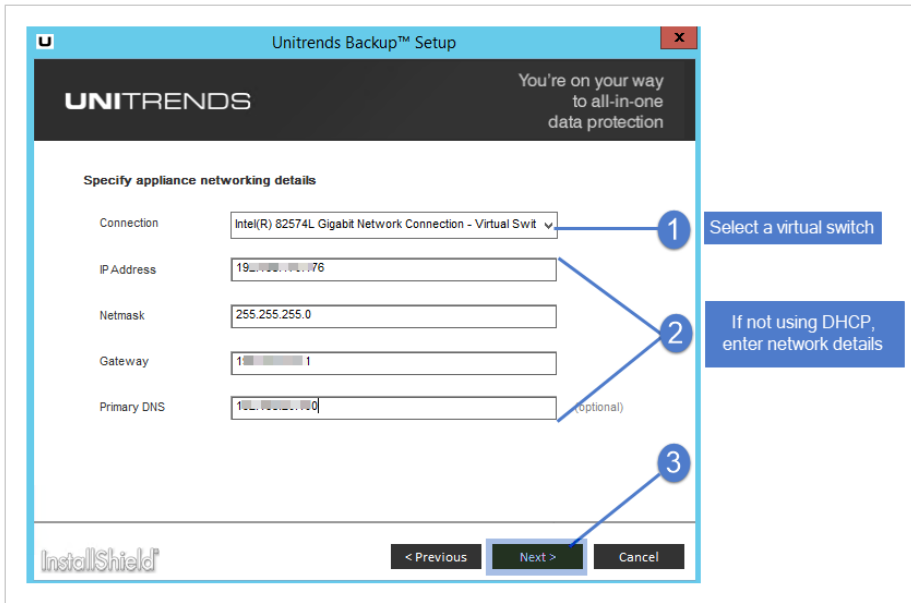 U
Unitrends Backup™ Setup
x
UNITRENDS
You're on your way
to all-in-one
data protection
Specify appliance networking details
Connection
Intel(R) 82574L Gigabit Network Connection - Virtual Swit
1
Select a virtual switch
IP Address
Netmask
255.255.255.0
2
If not using DHCP,
enter network details
Gateway
Primary DNS
(optional)
3
InstallShield
< Previous
Next >
Cancel